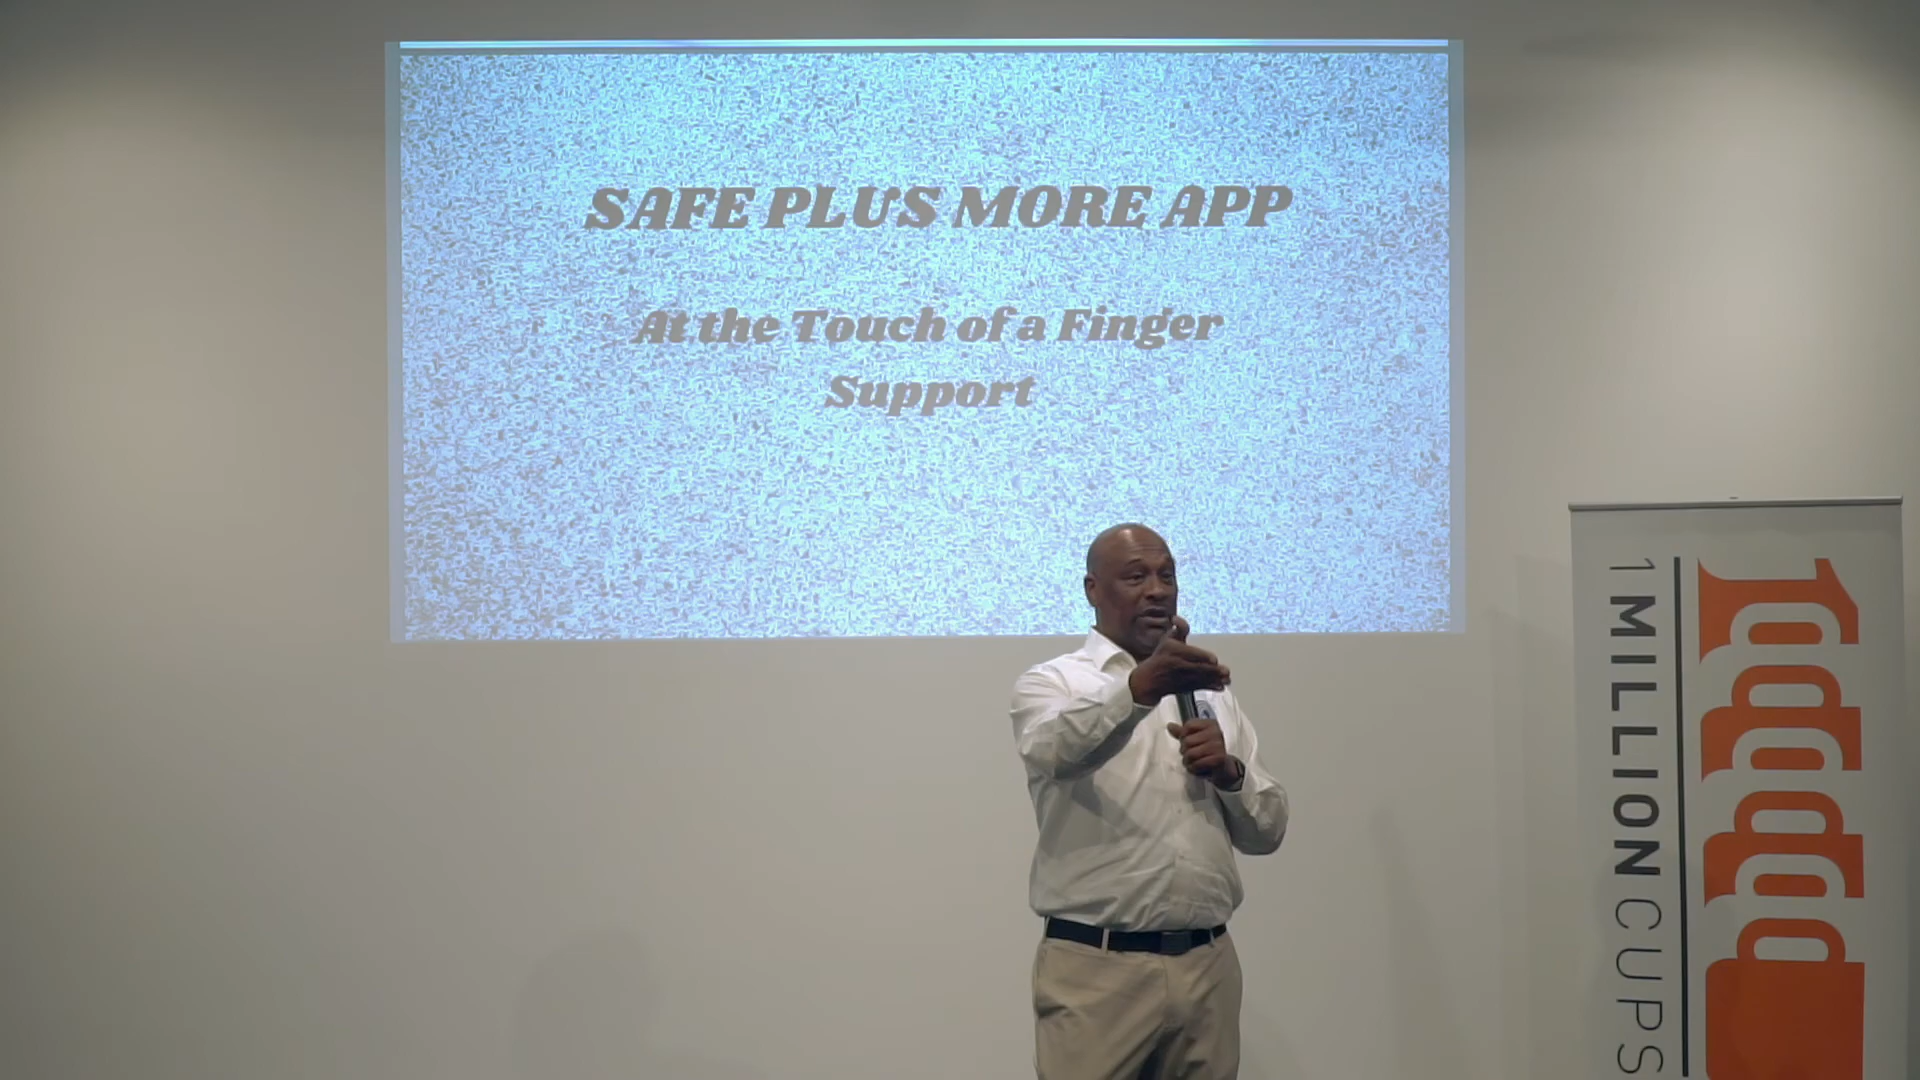 SAFE PLUS MORE APP
At the Touch of a Finger
Support
1 MILLION CUPS